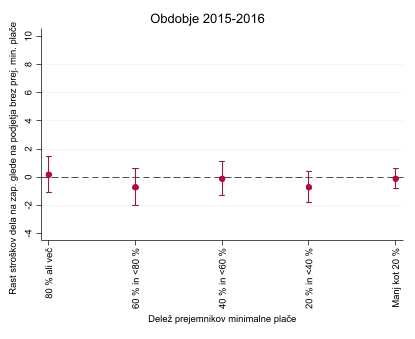 Obdobje 2015-2016
Rast stroškov dela na zap. glede na podjetja brez prej. min. plače
10
8
6
4
2
0
-2
-4
80 % ali več
60 % in <80 %
40 % in <60 %
20 % in <40 %
Manj kot 20 %
Delež prejemnikov minimalne plače